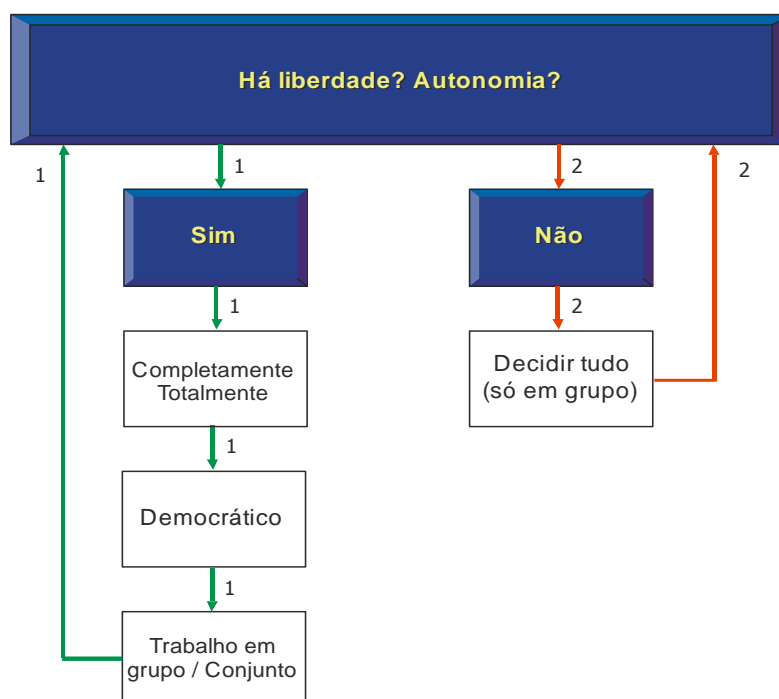 Há liberdade? Autonomia?
1
1
2
2
Sim
Não
1
2
Completamente
Totalmente
Decidir tudo
(só em grupo)
1
Democrático
1
Trabalho em
grupo / Conjunto